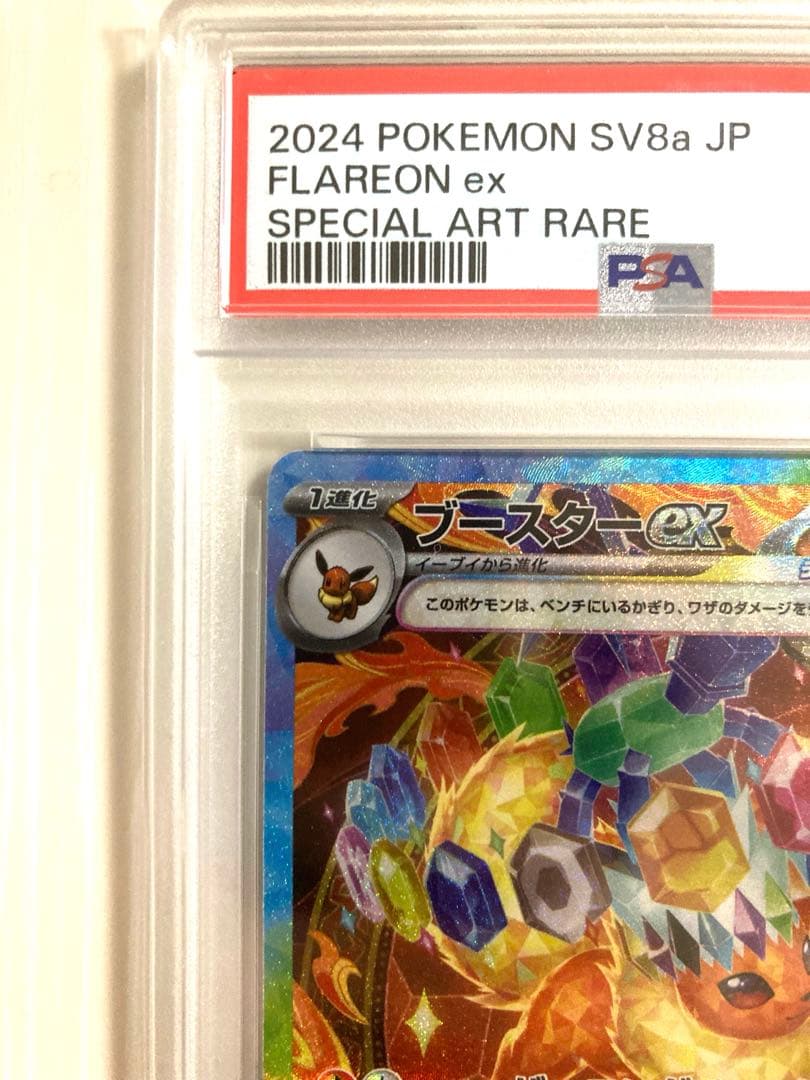 2024 POKEMON SV8a JP
FLAREON ex
SPECIAL ART RARE
PSA
1進化
ブースターex
イーブイから進化
このポケモンは、ベンチにいるかぎり、ワザのダメージを